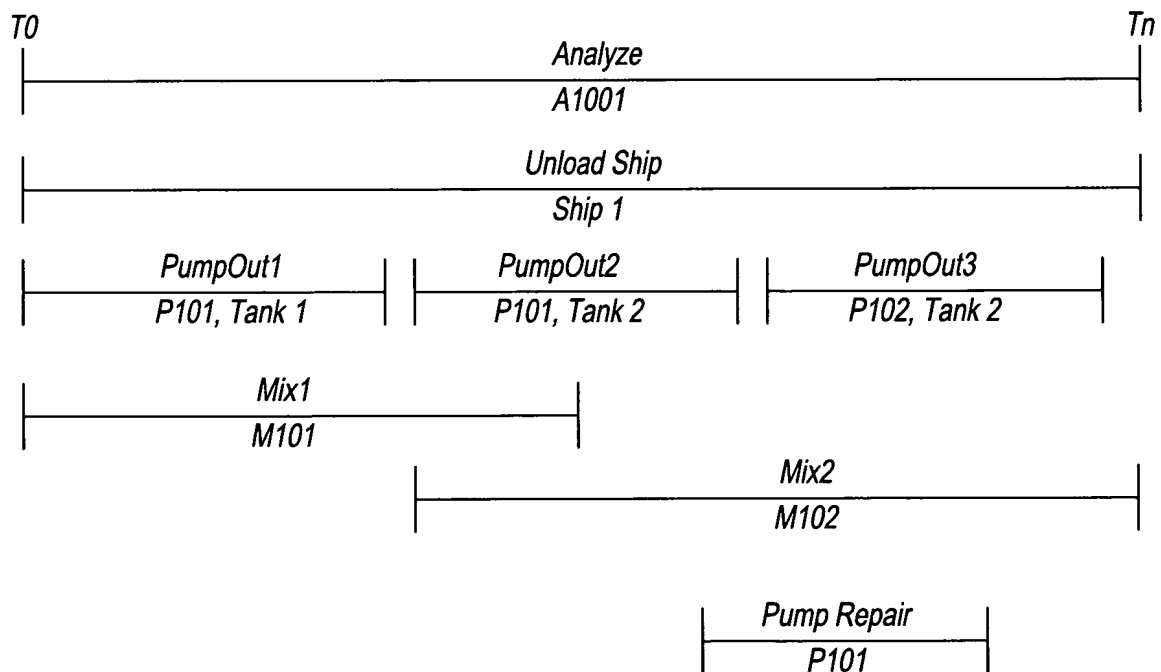 T0 Tn
Analyze
A1001
Unload Ship
Ship 1
PumpOut1 PumpOut2 PumpOut3
P101, Tank 1 P101, Tank 2 P102, Tank 2
Mix1
M101
Mix2
M102
Pump Repair
P101